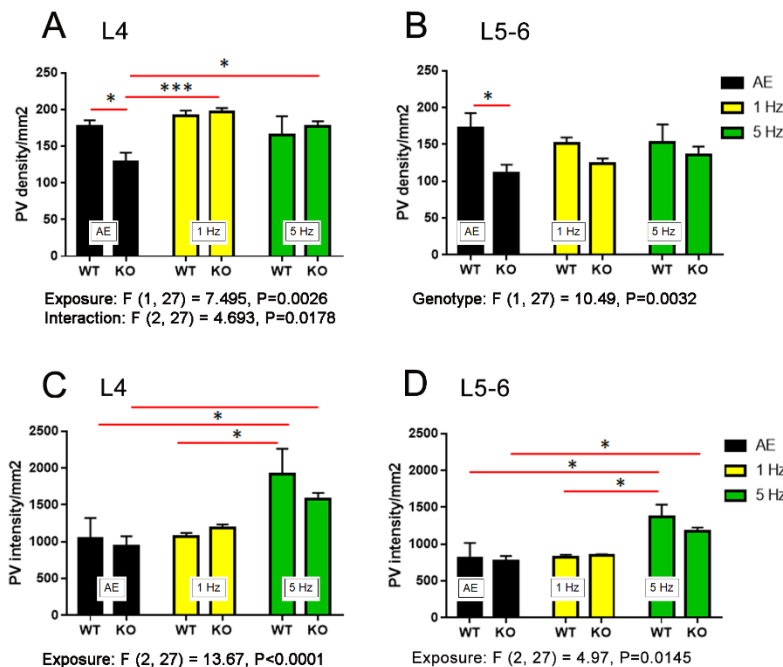 A L4
PV density/mm2
250
200
150
100
50
0
*
***
*
AE
1 Hz
5 Hz
WT KO WT KO WT KO
Exposure: F (1, 27) = 7.495, P=0.0026
Interaction: F (2, 27) = 4.693, P=0.0178
B L5-6
PV density/mm2
250
200
150
100
50
0
*
AE
1 Hz
5 Hz
WT KO WT KO WT KO
AE
1 Hz
5 Hz
Genotype: F (1, 27) = 10.49, P=0.0032
C L4
PV intensity/mm2
2500
2000
1500
1000
500
0
*
*
AE
1 Hz
5 Hz
WT KO WT KO WT KO
Exposure: F (2, 27) = 13.67, P<0.0001
D L5-6
PV intensity/mm2
2500
2000
1500
1000
500
0
*
*
*
AE
1 Hz
5 Hz
WT KO WT KO WT KO
AE
1 Hz
5 Hz
Exposure: F (2, 27) = 4.97, P=0.0145